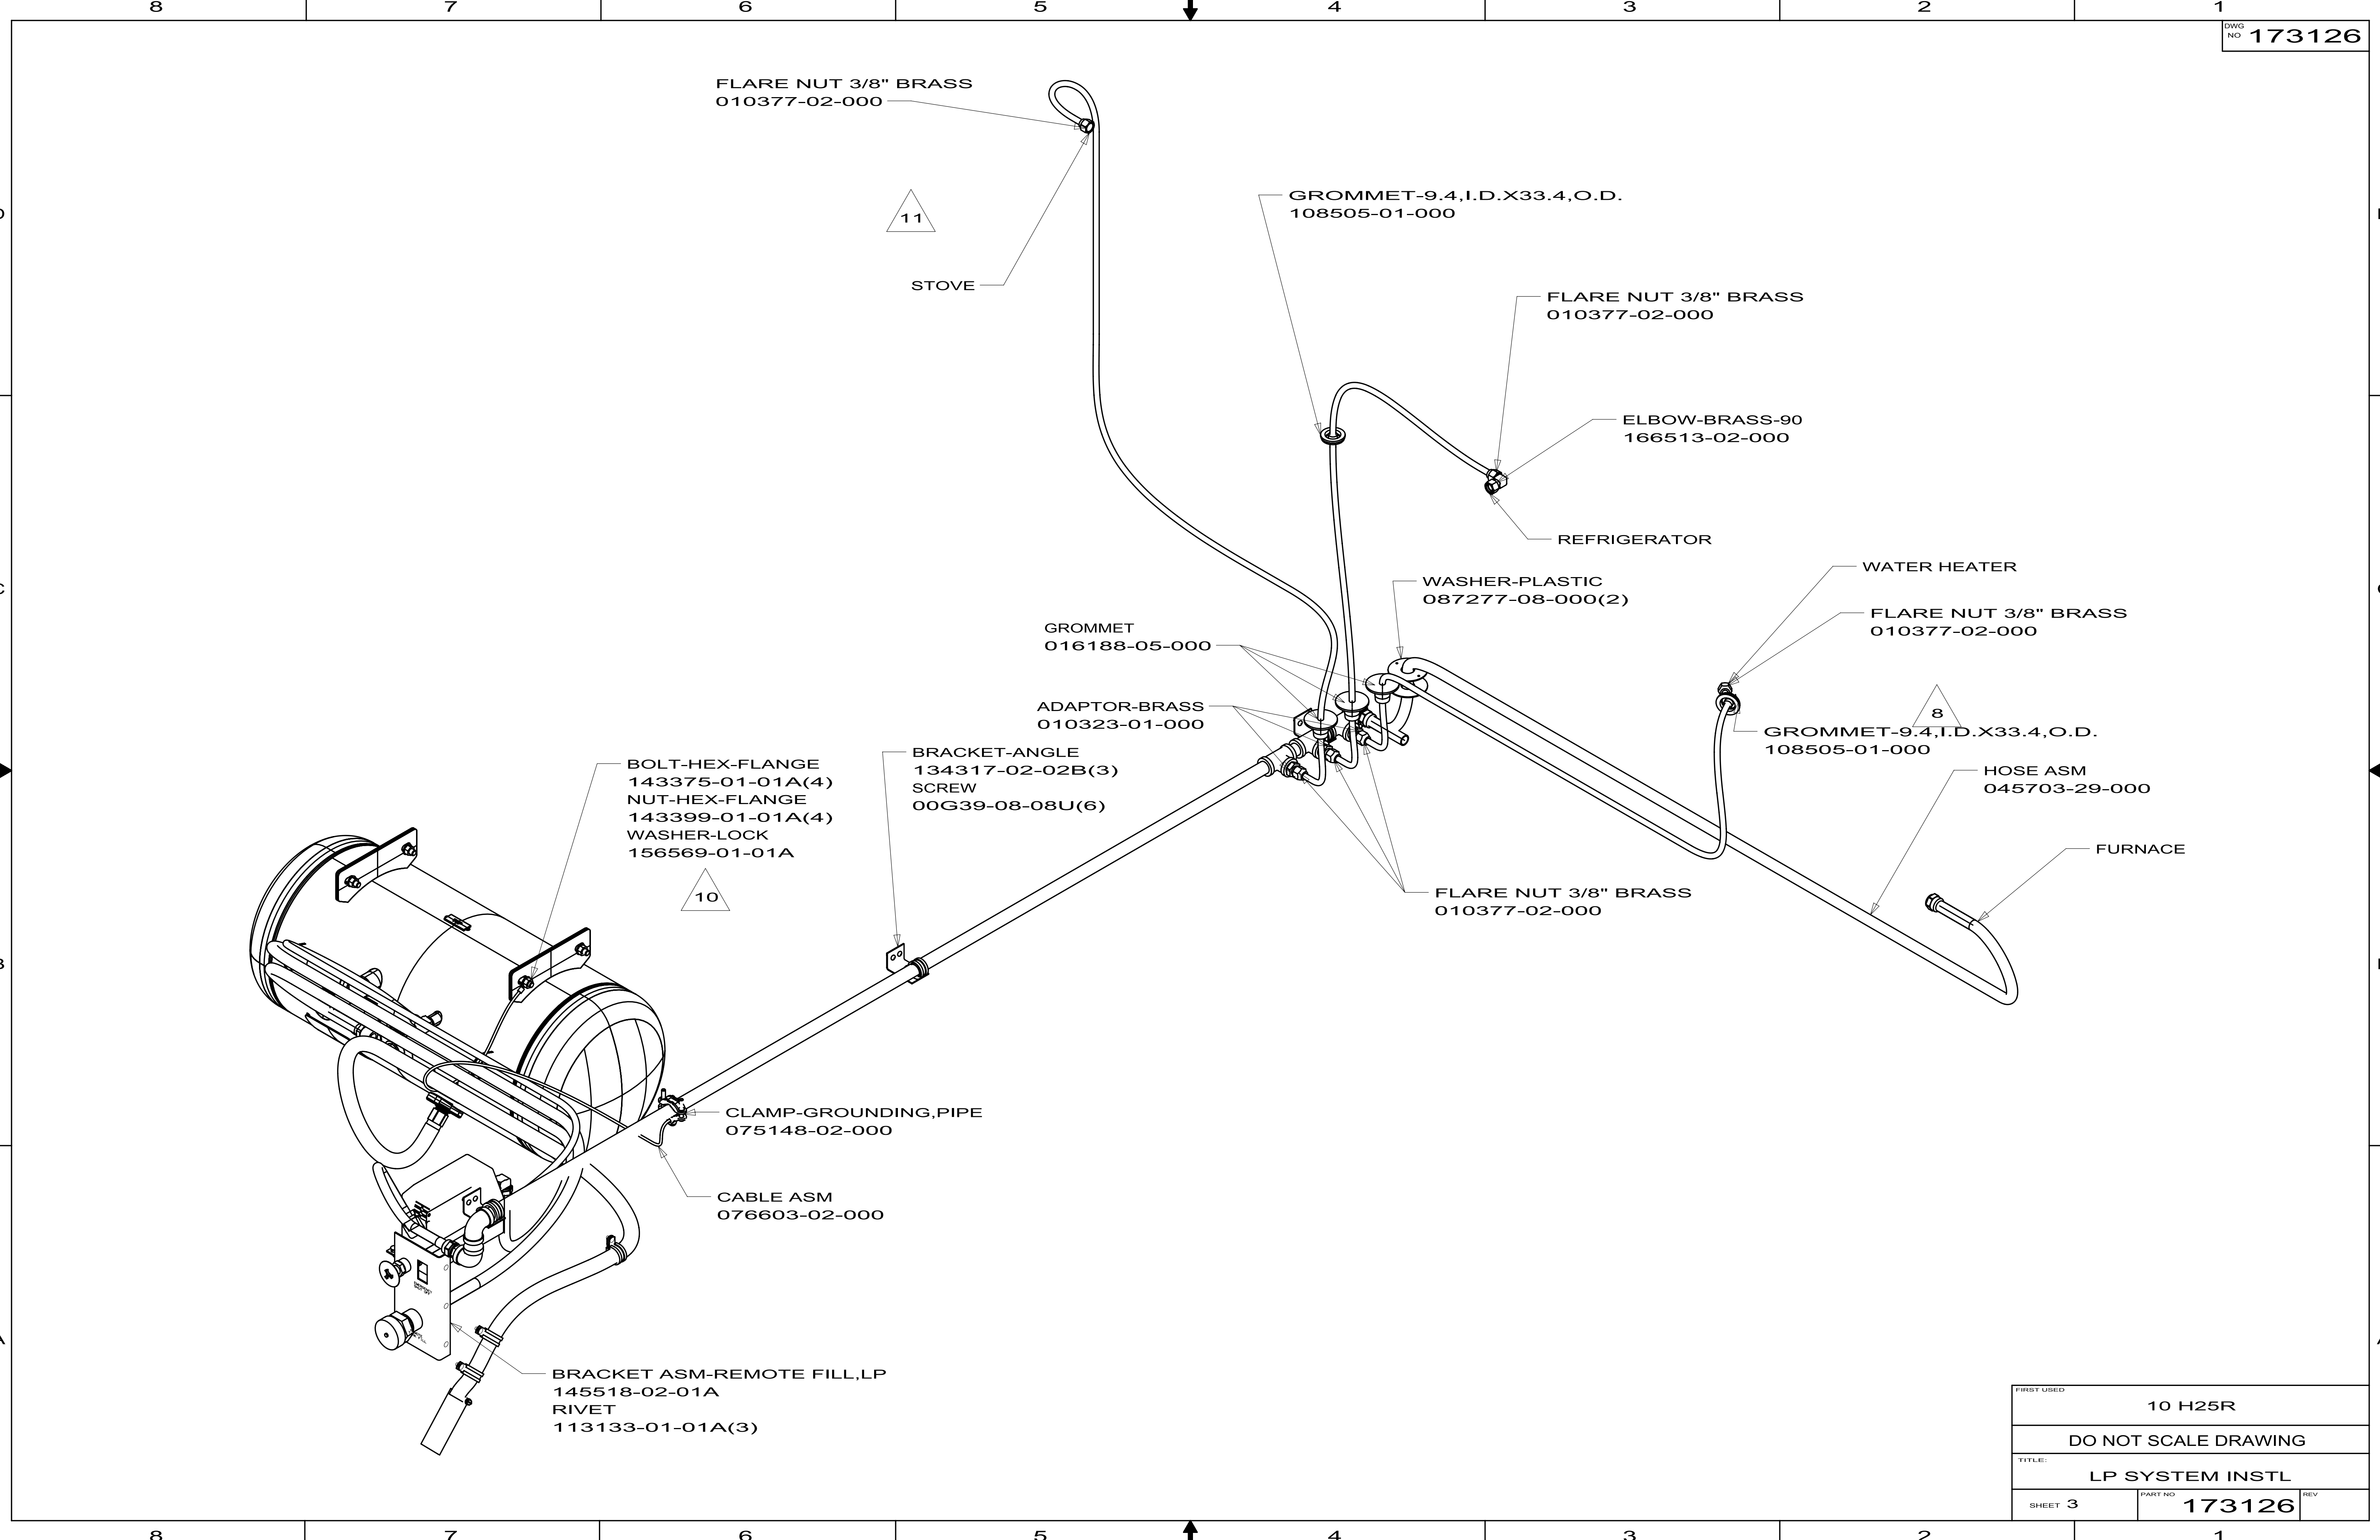 8 7 6 5 4 3 2 1
DWG
NO 173126
FLARE NUT 3/8" BRASS
010377-02-000
11
STOVE
GROMMET-9.4,I.D.X33.4,O.D.
108505-01-000
FLARE NUT 3/8" BRASS
010377-02-000
ELBOW-BRASS-90
166513-02-000
REFRIGERATOR
WASHER-PLASTIC
087277-08-000(2)
WATER HEATER
FLARE NUT 3/8" BRASS
010377-02-000
GROMMET
016188-05-000
ADAPTOR-BRASS
010323-01-000
8
GROMMET-9.4,I.D.X33.4,O.D.
108505-01-000
BRACKET-ANGLE
134317-02-02B(3)
SCREW
00G39-08-08U(6)
BOLT-HEX-FLANGE
143375-01-01A(4)
NUT-HEX-FLANGE
143399-01-01A(4)
WASHER-LOCK
156569-01-01A
10
HOSE ASM
045703-29-000
FURNACE
FLARE NUT 3/8" BRASS
010377-02-000
CLAMP-GROUNDING,PIPE
075148-02-000
CABLE ASM
076603-02-000
BRACKET ASM-REMOTE FILL,LP
145518-02-01A
RIVET
113133-01-01A(3)
FIRST USED
10 H25R
DO NOT SCALE DRAWING
TITLE:
LP SYSTEM INSTL
SHEET 3 PART NO 173126 REV
8 7 6 5 4 3 2 1